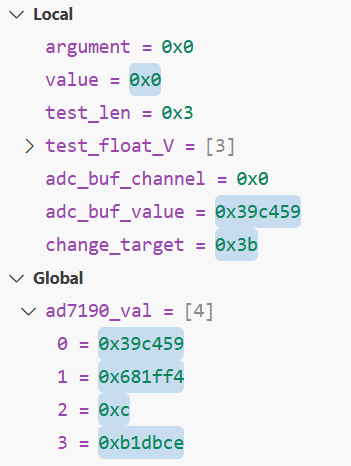 Local
argument = 0x0
value = 0x0
test_len = 0x3
test_float_V = [3]
adc_buf_channel = 0x0
adc_buf_value = 0x39c459
change_target = 0x3b
Global
ad7190_val = [4]
0 = 0x39c459
1 = 0x681ff4
2 = 0xc
3 = 0xb1dbce